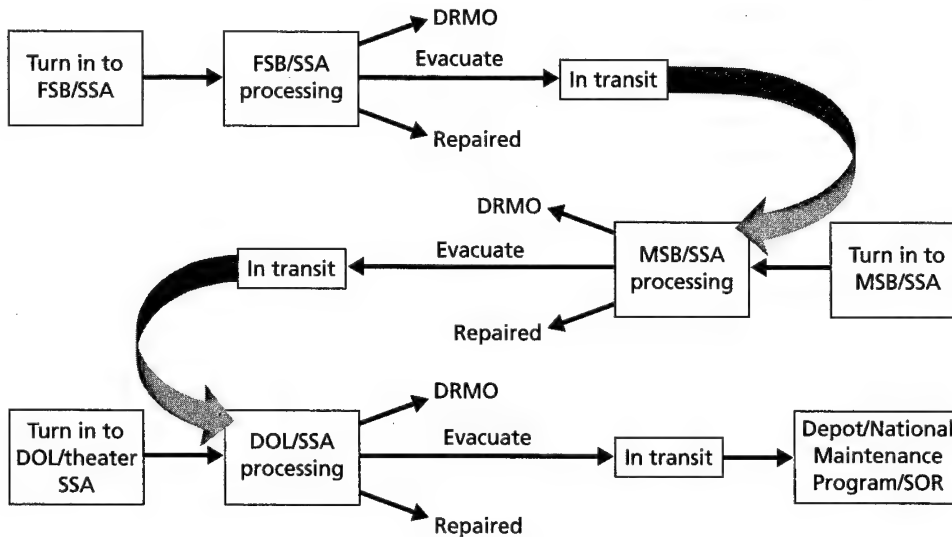 DRMO
Turn in to
FSB/SSA
FSB/SSA
processing
Evacuate
In transit
Repaired
DRMO
In transit
Evacuate
MSB/SSA
processing
Turn in to
MSB/SSA
Repaired
DRMO
Turn in to
DOL/theater
SSA
DOL/SSA
processing
Evacuate
In transit
Depot/National
Maintenance
Program/SOR
Repaired